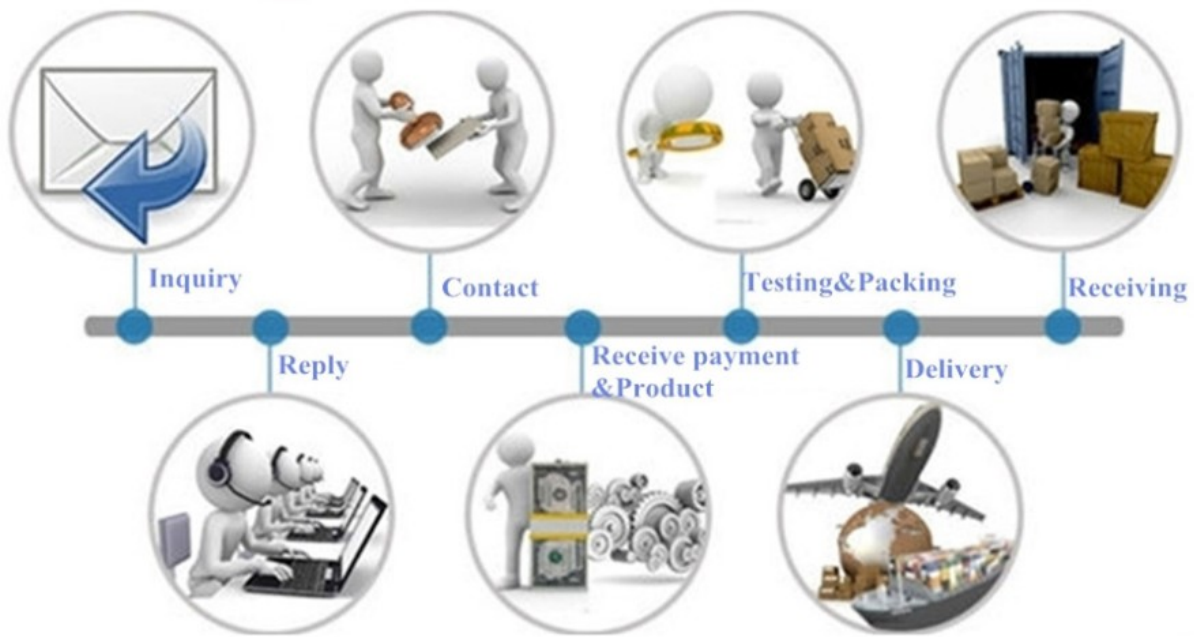 Inquiry
Reply
Contact
Receive payment
&Product
Testing&Packing
Delivery
Receiving